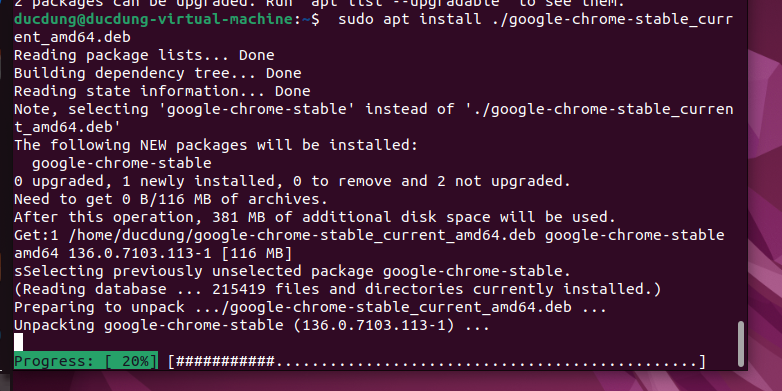 2 packages can be upgraded. Run 'apt list --upgradable' to see them.
ducdung@ducdung-virtual-machine:~$  sudo apt install ./google-chrome-stable_curr
ent_amd64.deb
Reading package lists... Done
Building dependency tree... Done
Reading state information... Done
Note, selecting 'google-chrome-stable' instead of './google-chrome-stable_curren
t_amd64.deb'
The following NEW packages will be installed:
  google-chrome-stable
0 upgraded, 1 newly installed, 0 to remove and 2 not upgraded.
Need to get 0 B/116 MB of archives.
After this operation, 381 MB of additional disk space will be used.
Get:1 /home/ducdung/google-chrome-stable_current_amd64.deb google-chrome-stable
amd64 136.0.7103.113-1 [116 MB]
sSelecting previously unselected package google-chrome-stable.
(Reading database ... 215419 files and directories currently installed.)
Preparing to unpack .../google-chrome-stable_current_amd64.deb ...
Unpacking google-chrome-stable (136.0.7103.113-1) ...
Progress: [ 20%] [###########...............................................]